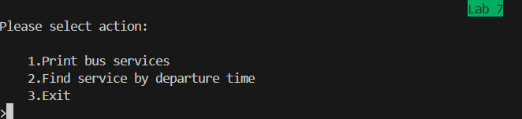 Lab 7
Please select action:
1.Print bus services
2.Find service by departure time
3.Exit
>